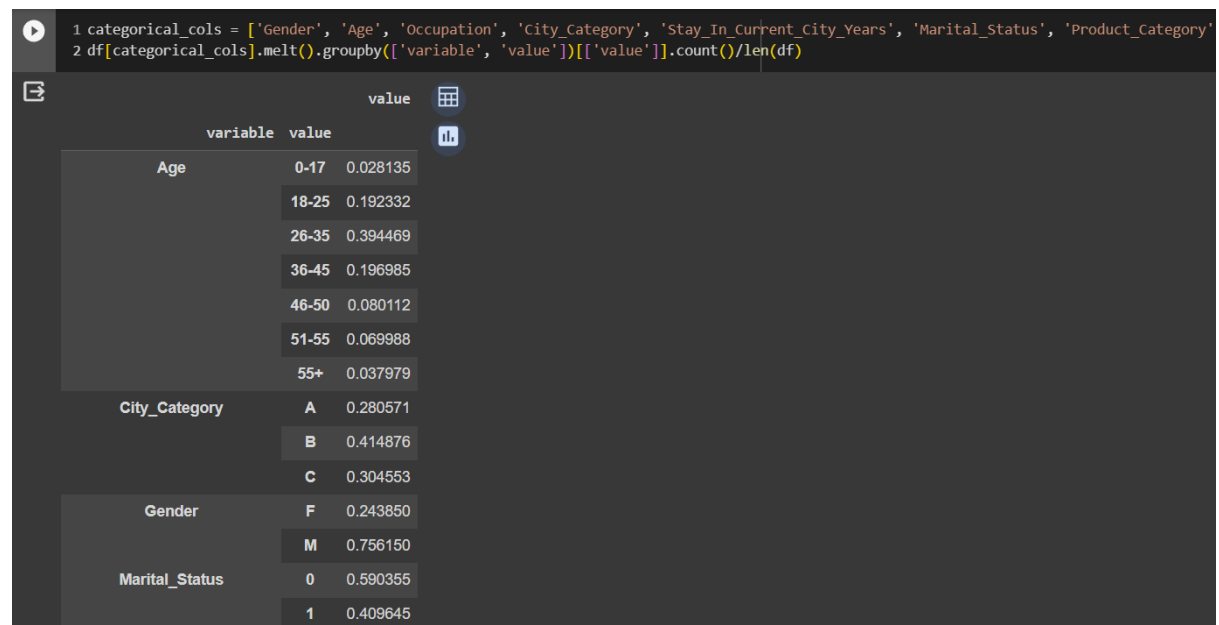 1 categorical_cols = ['Gender', 'Age', 'Occupation', 'City_Category', 'Stay_In_Current_City_Years', 'Marital_Status', 'Product_Category'
2 df[categorical_cols].melt().groupby(['variable', 'value'])[['value']].count()/len(df)
value
variable value
Age 0-17 0.028135
18-25 0.192332
26-35 0.394469
36-45 0.196985
46-50 0.080112
51-55 0.069988
55+ 0.037979
City_Category A 0.280571
B 0.414876
C 0.304553
Gender F 0.243850
M 0.756150
Marital_Status 0 0.590355
1 0.409645